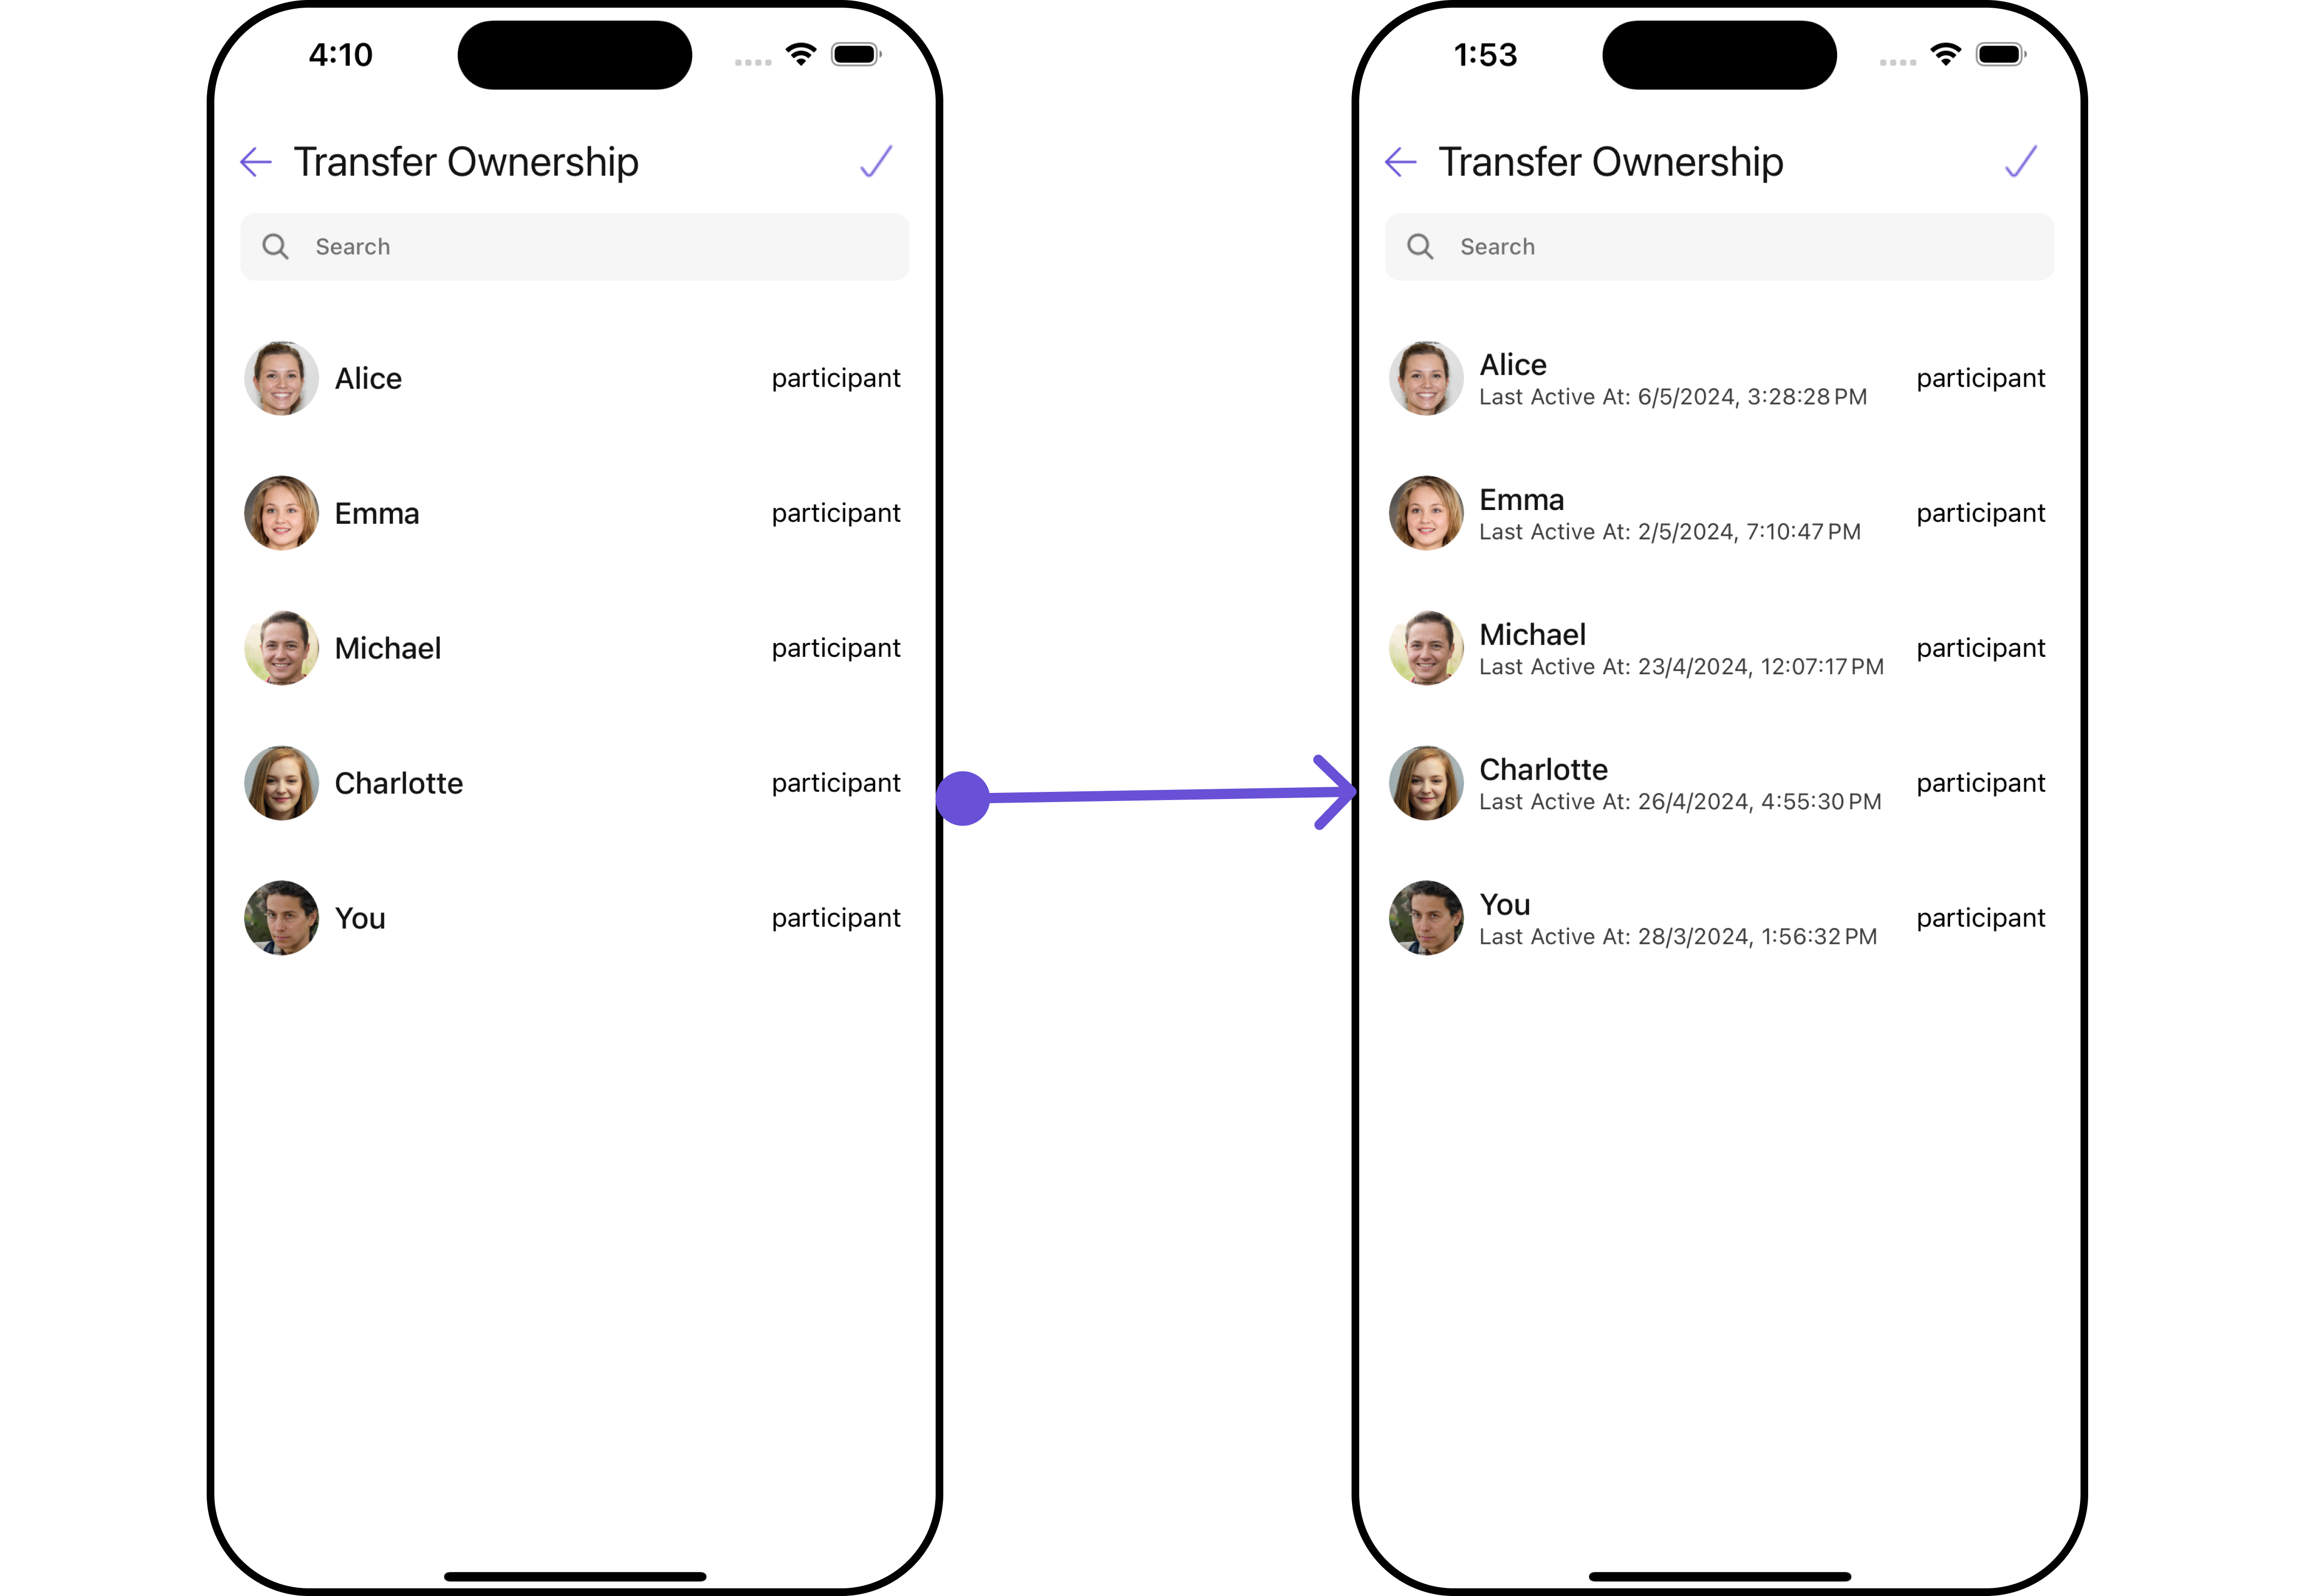 4:10
Transfer Ownership
Search
Alice participant
Emma participant
Michael participant
Charlotte participant
You participant
1:53
Transfer Ownership
Search
Alice
Last Active At: 6/5/2024, 3:28:28 PM
participant
Emma
Last Active At: 2/5/2024, 7:10:47 PM
participant
Michael
Last Active At: 23/4/2024, 12:07:17 PM
participant
Charlotte
Last Active At: 26/4/2024, 4:55:30 PM
participant
You
Last Active At: 28/3/2024, 1:56:32 PM
participant